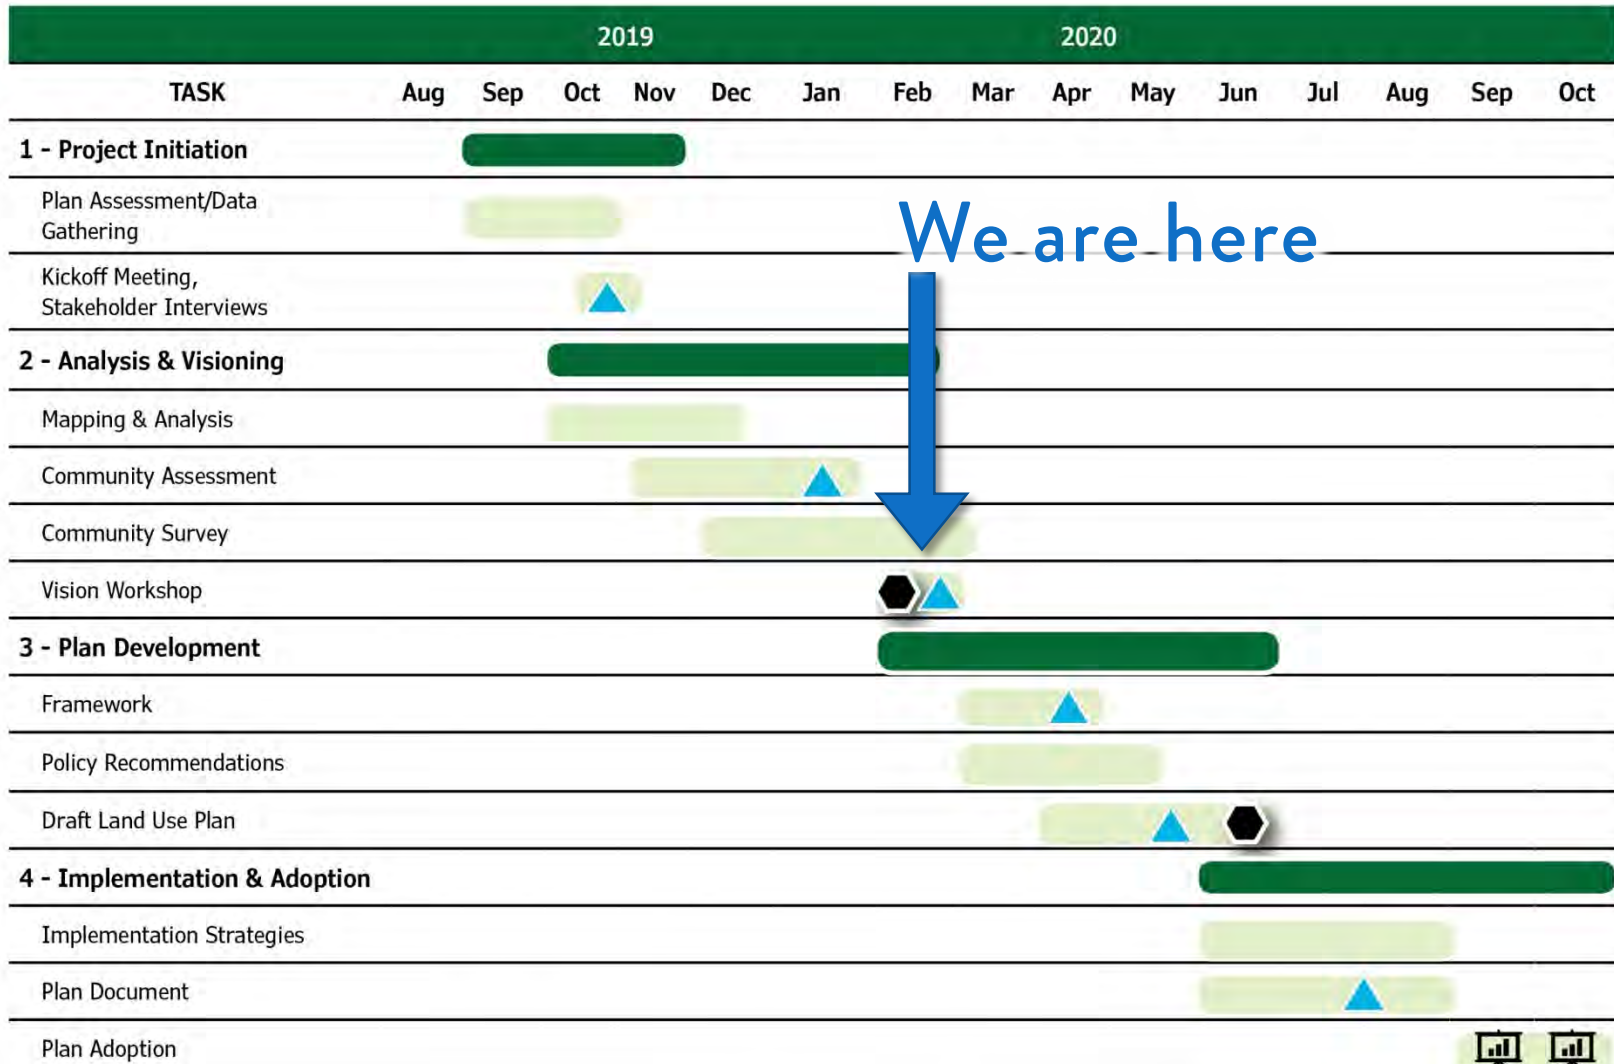 2019 2020
TASK Aug Sep Oct Nov Dec Jan Feb Mar Apr May Jun Jul Aug Sep Oct
1 - Project Initiation
Plan Assessment/Data
Gathering
We are here
Kickoff Meeting,
Stakeholder Interviews
2 - Analysis & Visioning
Mapping & Analysis
Community Assessment
Community Survey
Vision Workshop
3 - Plan Development
Framework
Policy Recommendations
Draft Land Use Plan
4 - Implementation & Adoption
Implementation Strategies
Plan Document
Plan Adoption